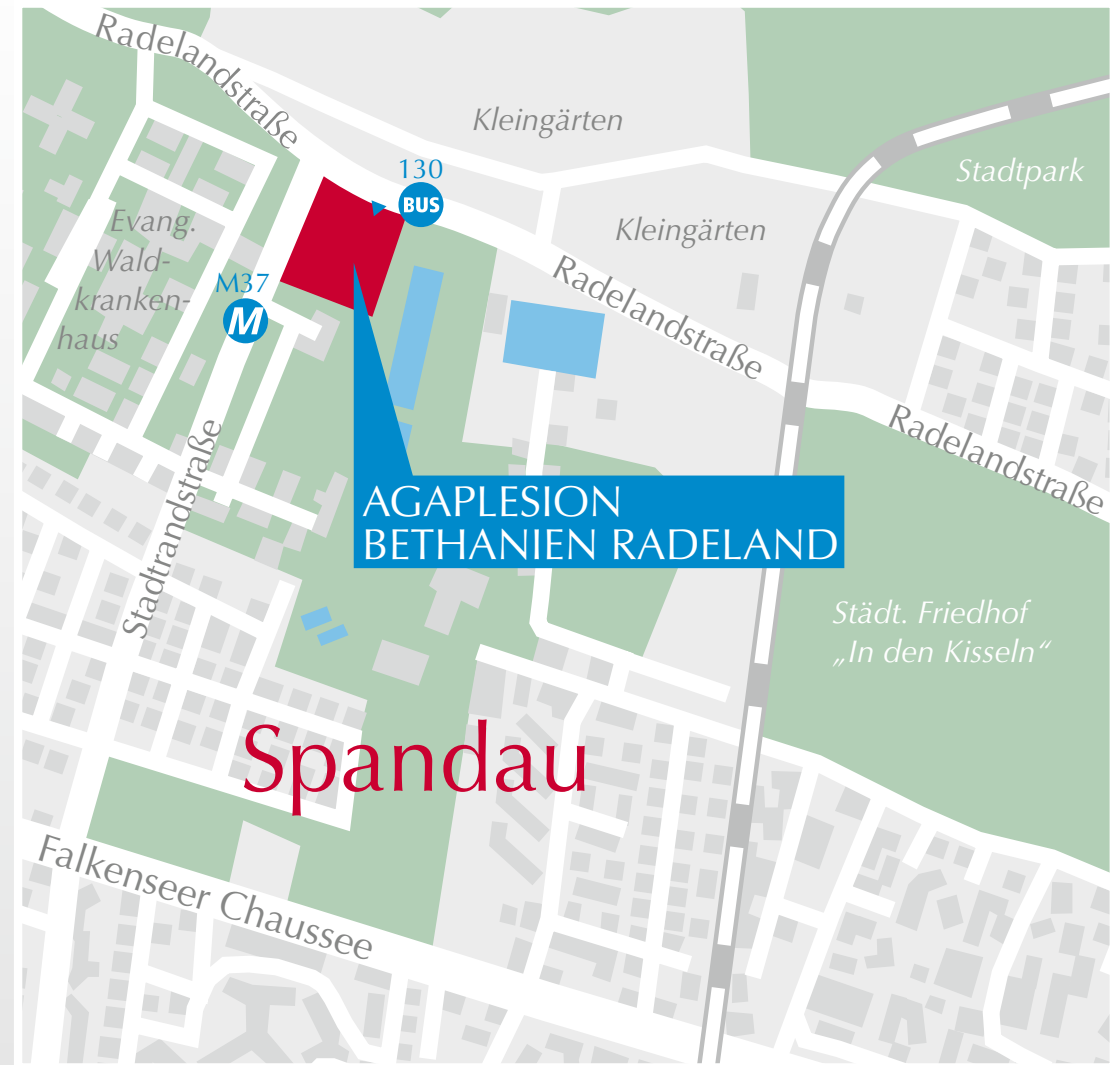 Radelandstraße
Kleingärten
130
BUS
Stadtpark
Evang.
Wald-
kranken-
haus
Kleingärten
M37
M
Radelandstraße
Radelandstraße
Stadtrandstraße
AGAPLESION
BETHANIEN RADELAND
Städt. Friedhof
„In den Kisseln“
Spandau
Falkenseer Chaussee